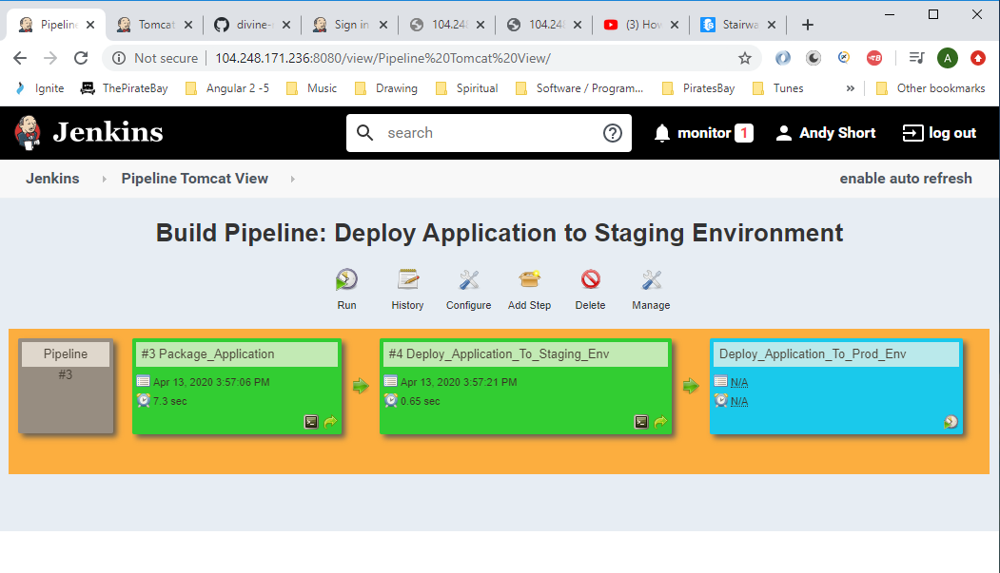 Pipeline
Tomcat
divine-
Sign in
104.248
104.248
(3) Hov
Stairwa
Not secure
104.248.171.236:8080/view/Pipeline%20Tomcat%20View/
A
Ignite
ThePirateBay
Angular 2 -5
Music
Drawing
Spiritual
Software / Program...
PiratesBay
Tunes
»
Other bookmarks
Jenkins
search
monitor 1
Andy Short
log out
Jenkins
Pipeline Tomcat View
enable auto refresh
Build Pipeline: Deploy Application to Staging Environment
Run
History
Configure
Add Step
Delete
Manage
Pipeline
#3
#3 Package_Application
Apr 13, 2020 3:57:06 PM
7.3 sec
#4 Deploy_Application_To_Staging_Env
Apr 13, 2020 3:57:21 PM
0.65 sec
Deploy_Application_To_Prod_Env
N/A
N/A